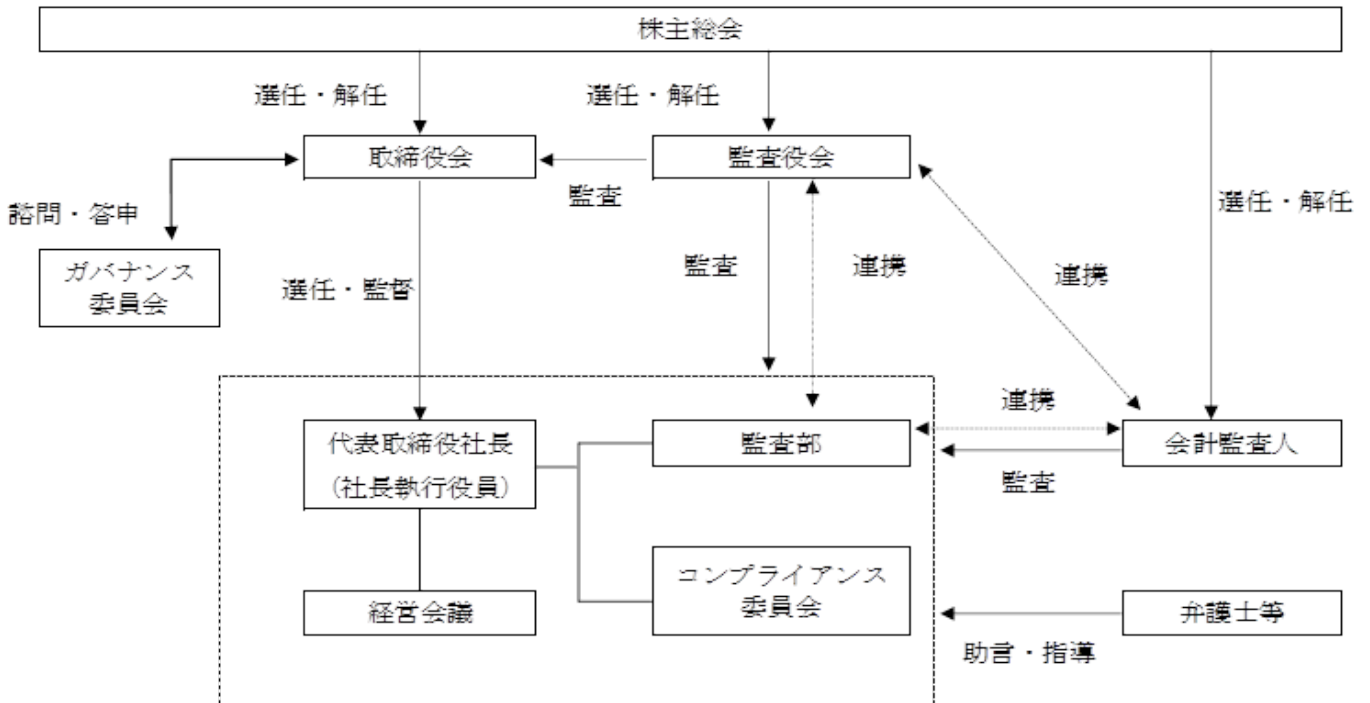 株主総会
選任・解任
選任・解任
取締役会
監査役会
監査
選任・解任
諮問・答申
ガバナンス
委員会
選任・監督
監査
連携
連携
代表取締役社長
(社長執行役員)
監査部
連携
会計監査人
監査
経営会議
コンプライアンス
委員会
弁護士等
助言・指導